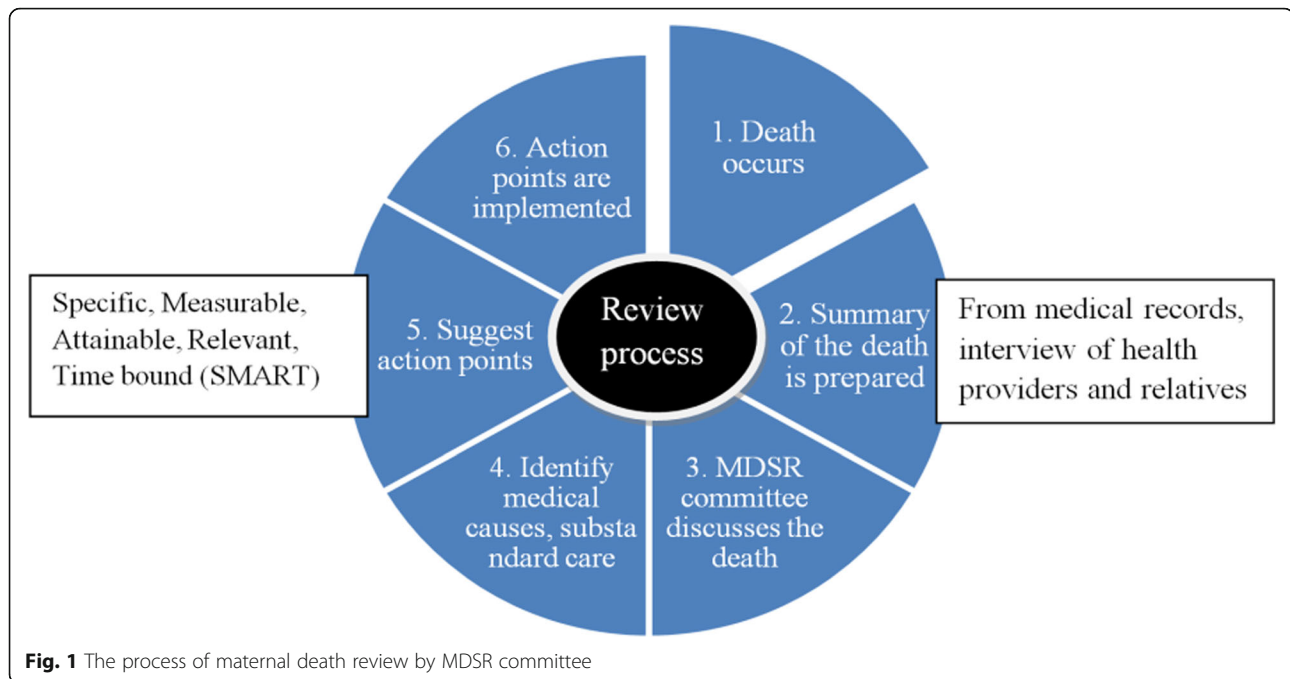 1. Death
occurs
2. Summary
of the death
is prepared
From medical records,
interview of health
providers and relatives
3. MDSR
committee
discusses the
death
4. Identify
medical
causes, substa
ndard care
5. Suggest
action points
Specific, Measurable,
Attainable, Relevant,
Time bound (SMART)
6. Action
points are
implemented
Review
process
Fig. 1 The process of maternal death review by MDSR committee